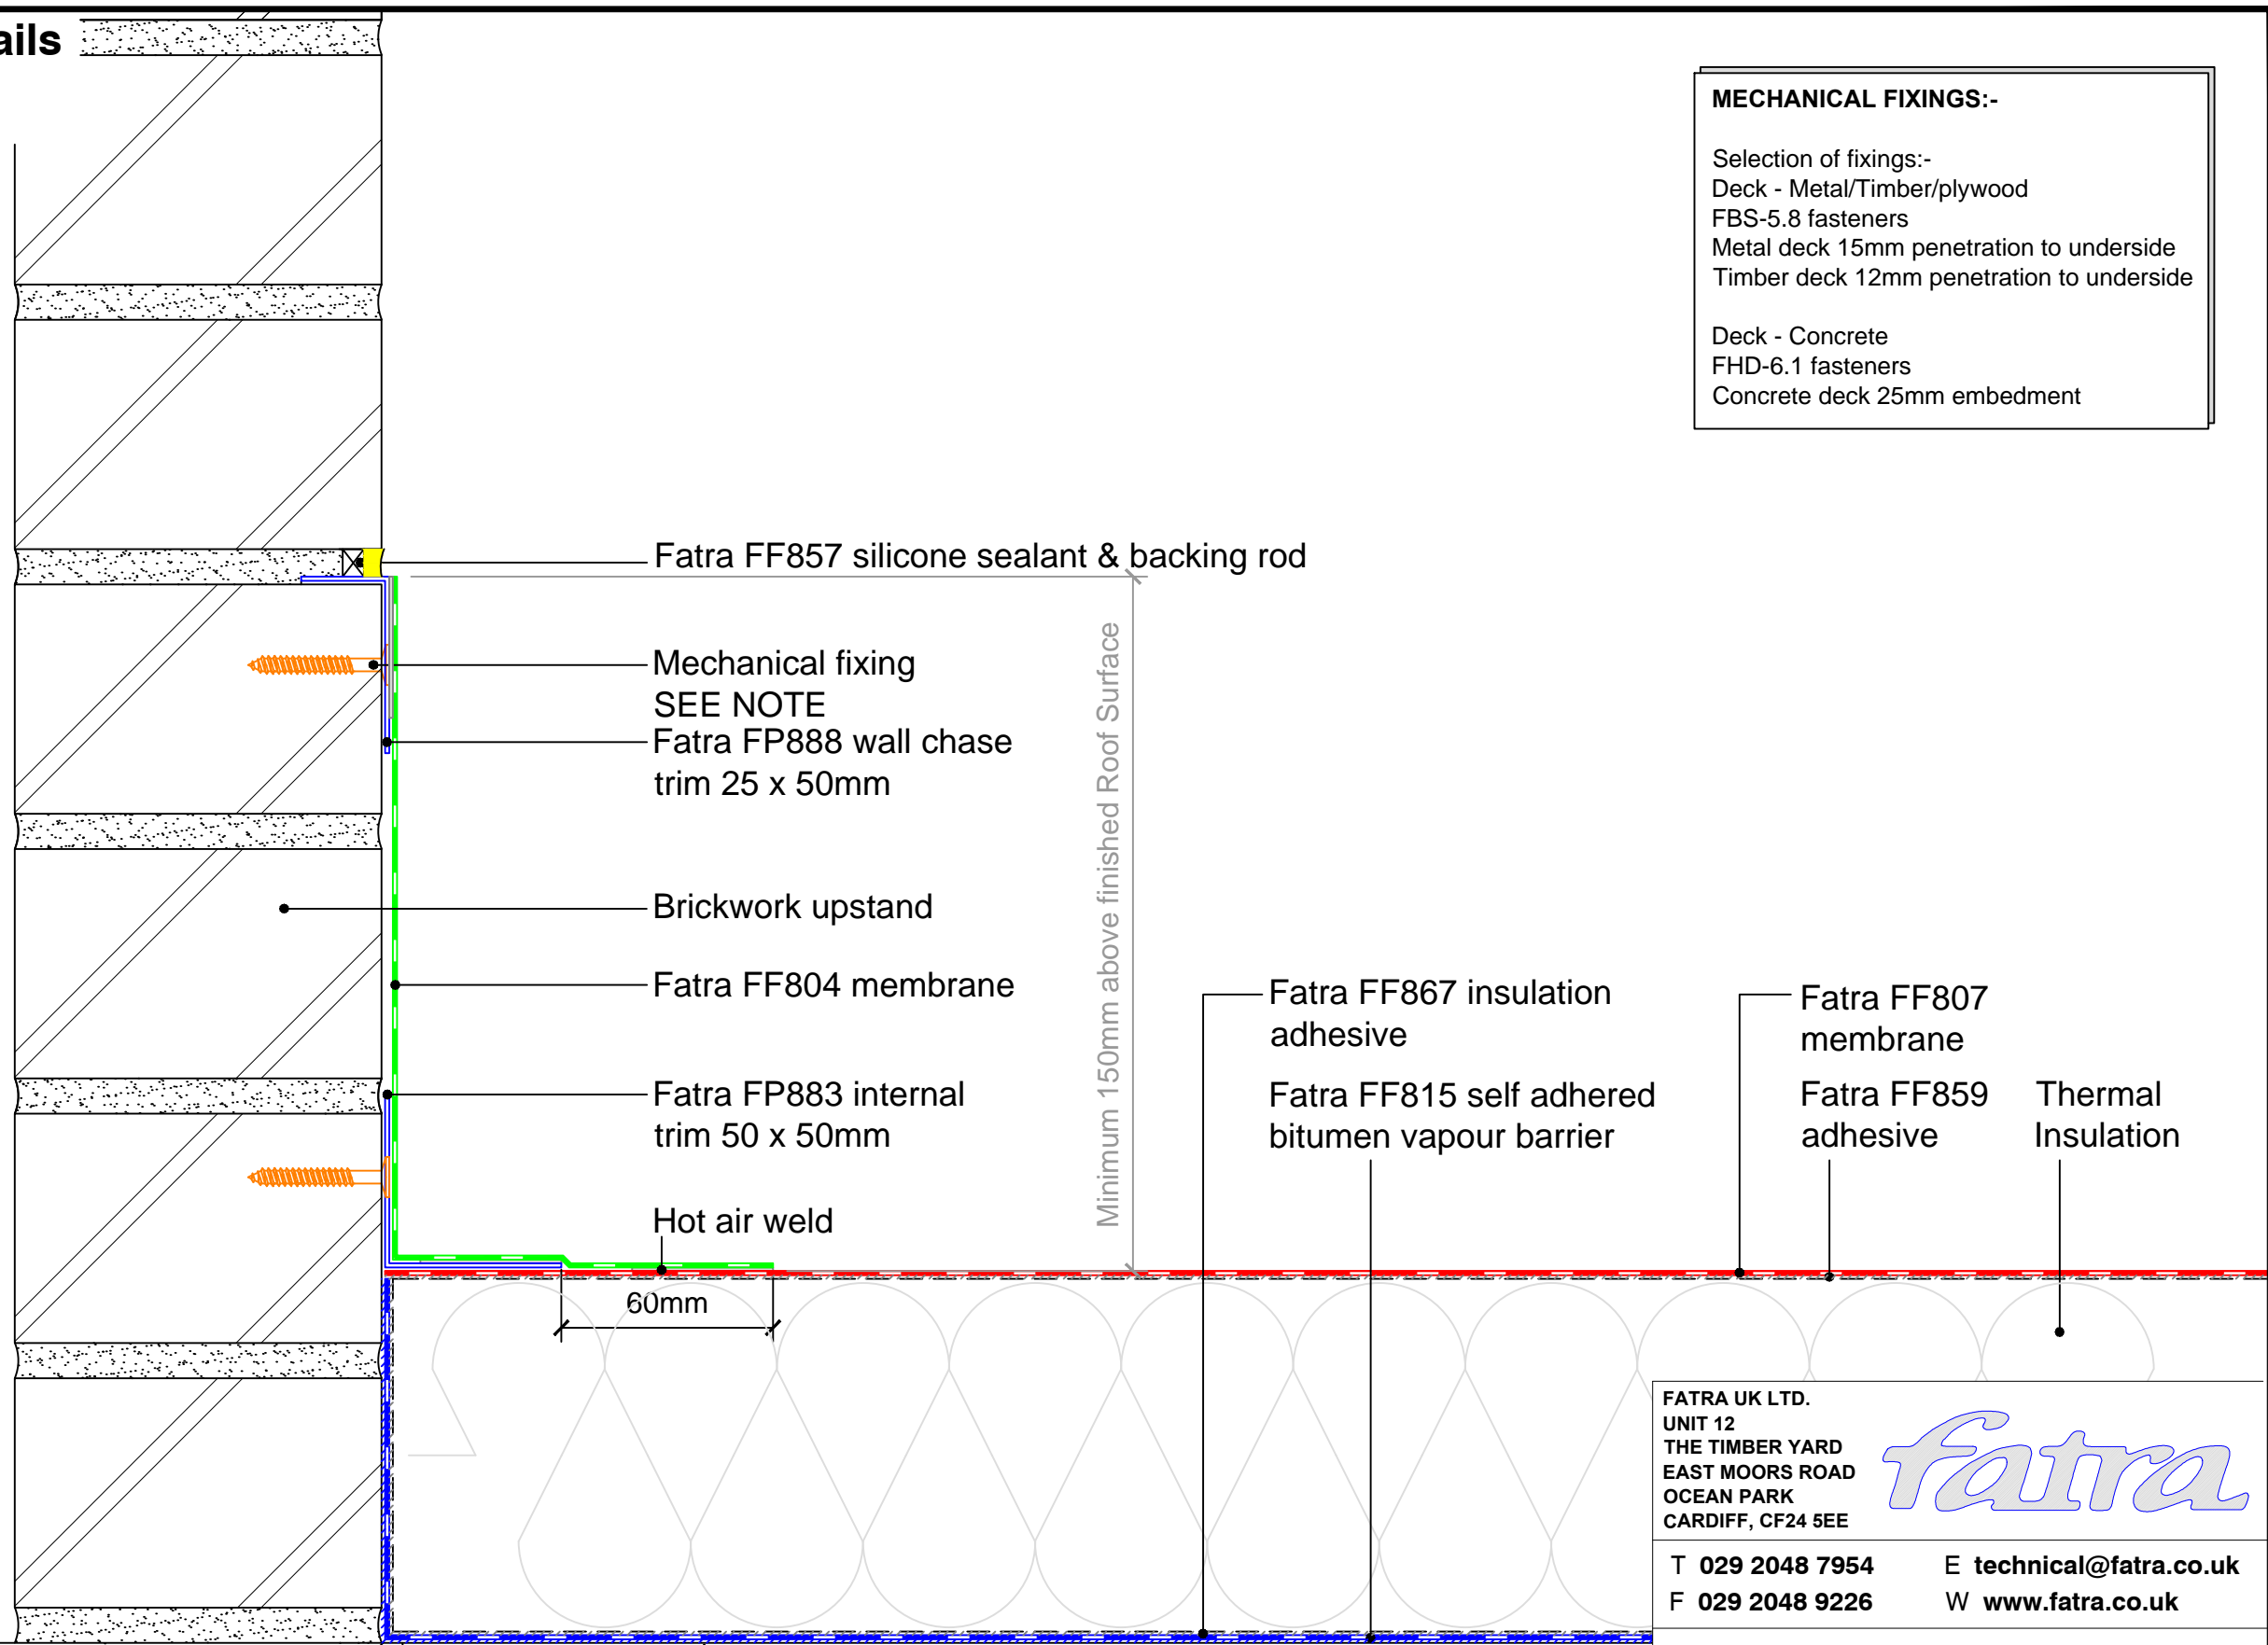 ails
MECHANICAL FIXINGS:-
Selection of fixings:-
Deck - Metal/Timber/plywood
FBS-5.8 fasteners
Metal deck 15mm penetration to underside
Timber deck 12mm penetration to underside
Deck - Concrete
FHD-6.1 fasteners
Concrete deck 25mm embedment
Fatra FF857 silicone sealant & backing rod
Mechanical fixing
SEE NOTE
Fatra FP888 wall chase
trim 25 x 50mm
Brickwork upstand
Fatra FF804 membrane
Fatra FP883 internal
trim 50 x 50mm
Hot air weld
60mm
Minimum 150mm above finished Roof Surface
Fatra FF867 insulation
adhesive
Fatra FF815 self adhered
bitumen vapour barrier
Fatra FF807
membrane
Fatra FF859
adhesive
Thermal
Insulation
FATRA UK LTD.
UNIT 12
THE TIMBER YARD
EAST MOORS ROAD
OCEAN PARK
CARDIFF, CF24 5EE
fatra
T 029 2048 7954
E technical@fatra.co.uk
F 029 2048 9226
W www.fatra.co.uk